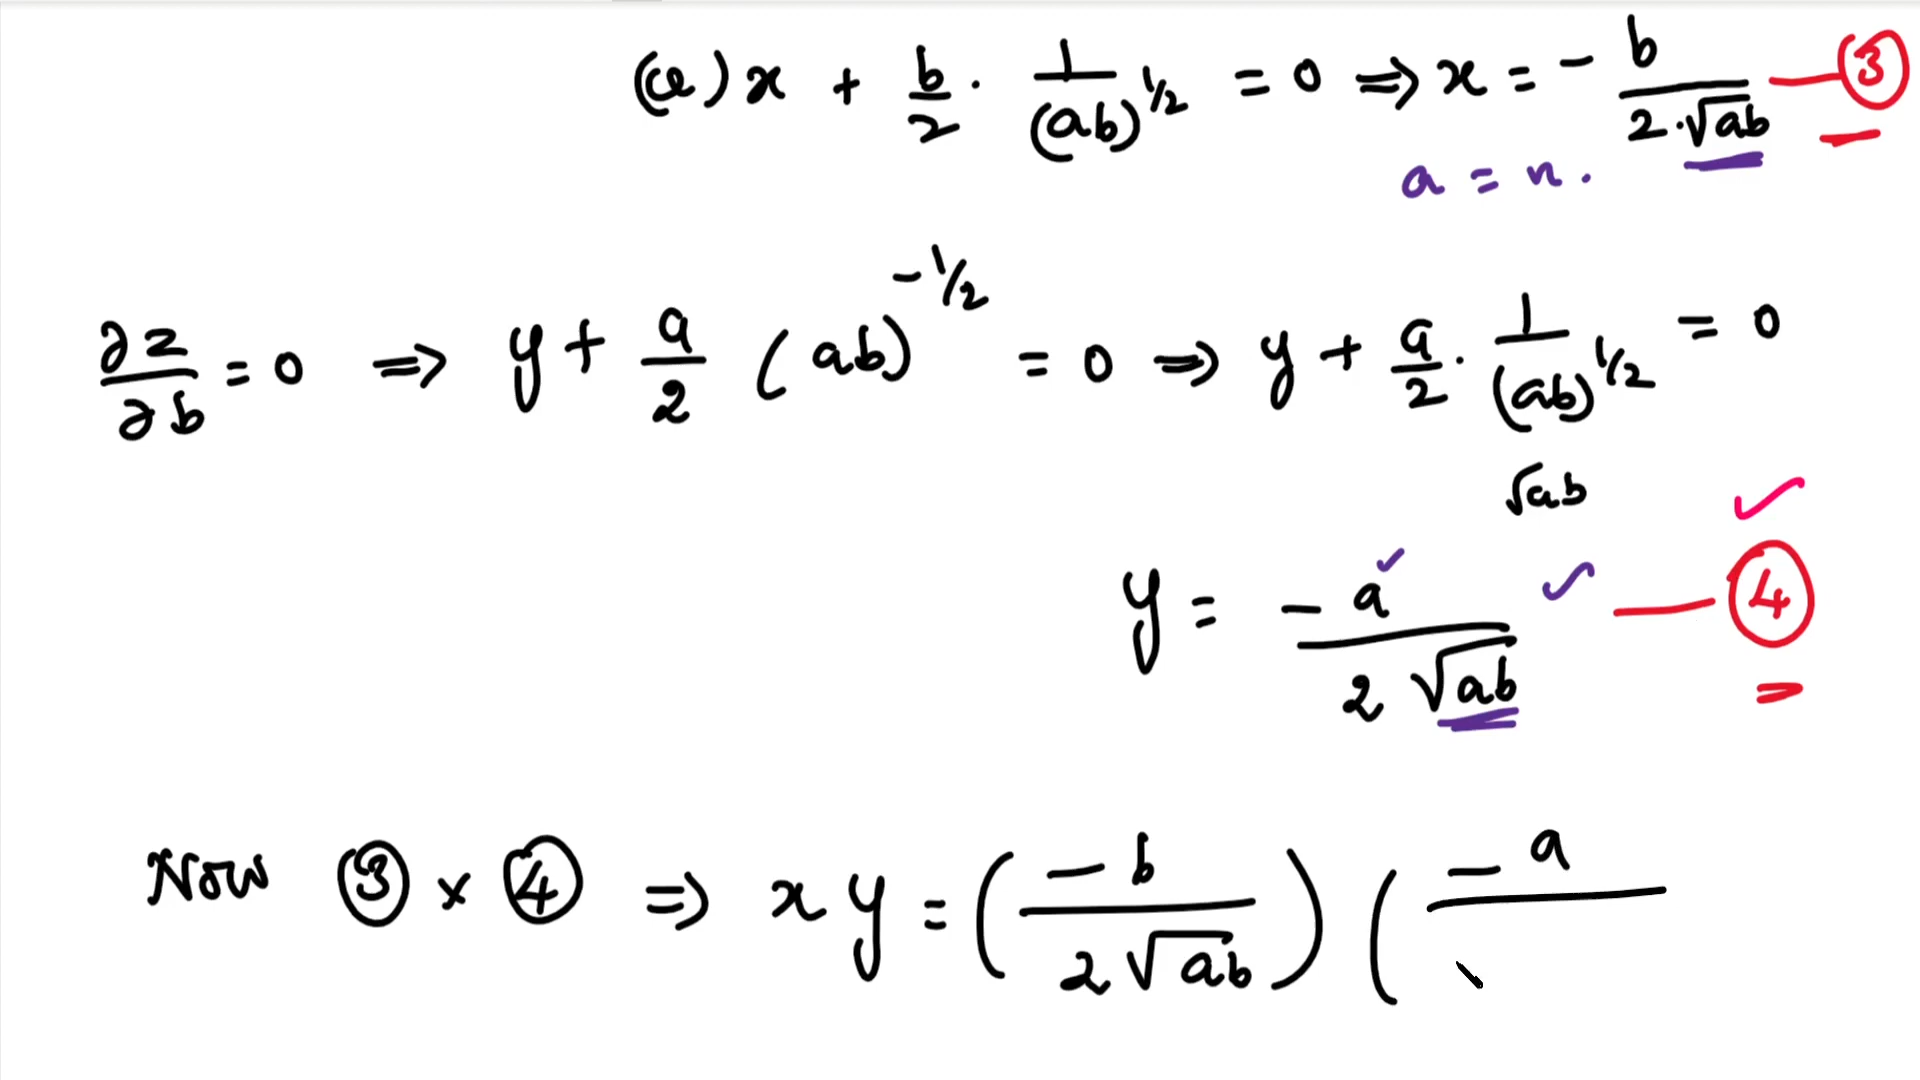 (a) x + b/2 · 1/(ab)^1/2 = 0 ⇒ x = - b/2·√ab — ③
a = n.
∂z/∂b = 0 ⇒ y + a/2 (ab)^-1/2 = 0 ⇒ y + a/2 · 1/(ab)^1/2 = 0
√ab
y = -a/2√ab — ④
Now ③ × ④ ⇒ xy = (-b/2√ab) (-a/